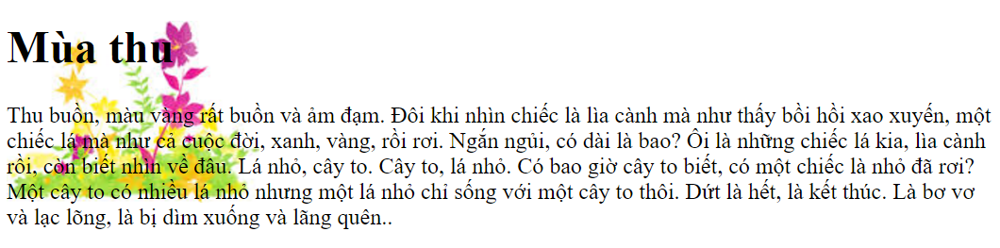 Mùa thu
Thu buồn, màu vàng rất buồn và ảm đạm. Đôi khi nhìn chiếc là lìa cành mà như thấy bồi hồi xao xuyến, một
chiếc lá mà như cả cuộc đời, xanh, vàng, rồi rơi. Ngắn ngủi, có dài là bao? Ôi là những chiếc lá kia, lìa cành
rồi, còn biết nhìn về đâu. Lá nhỏ, cây to. Cây to, lá nhỏ. Có bao giờ cây to biết, có một chiếc là nhỏ đã rơi?
Một cây to có nhiều lá nhỏ nhưng một lá nhỏ chỉ sống với một cây to thôi. Dứt là hết, là kết thúc. Là bơ vơ
và lạc lõng, là bị dìm xuống và lãng quên..